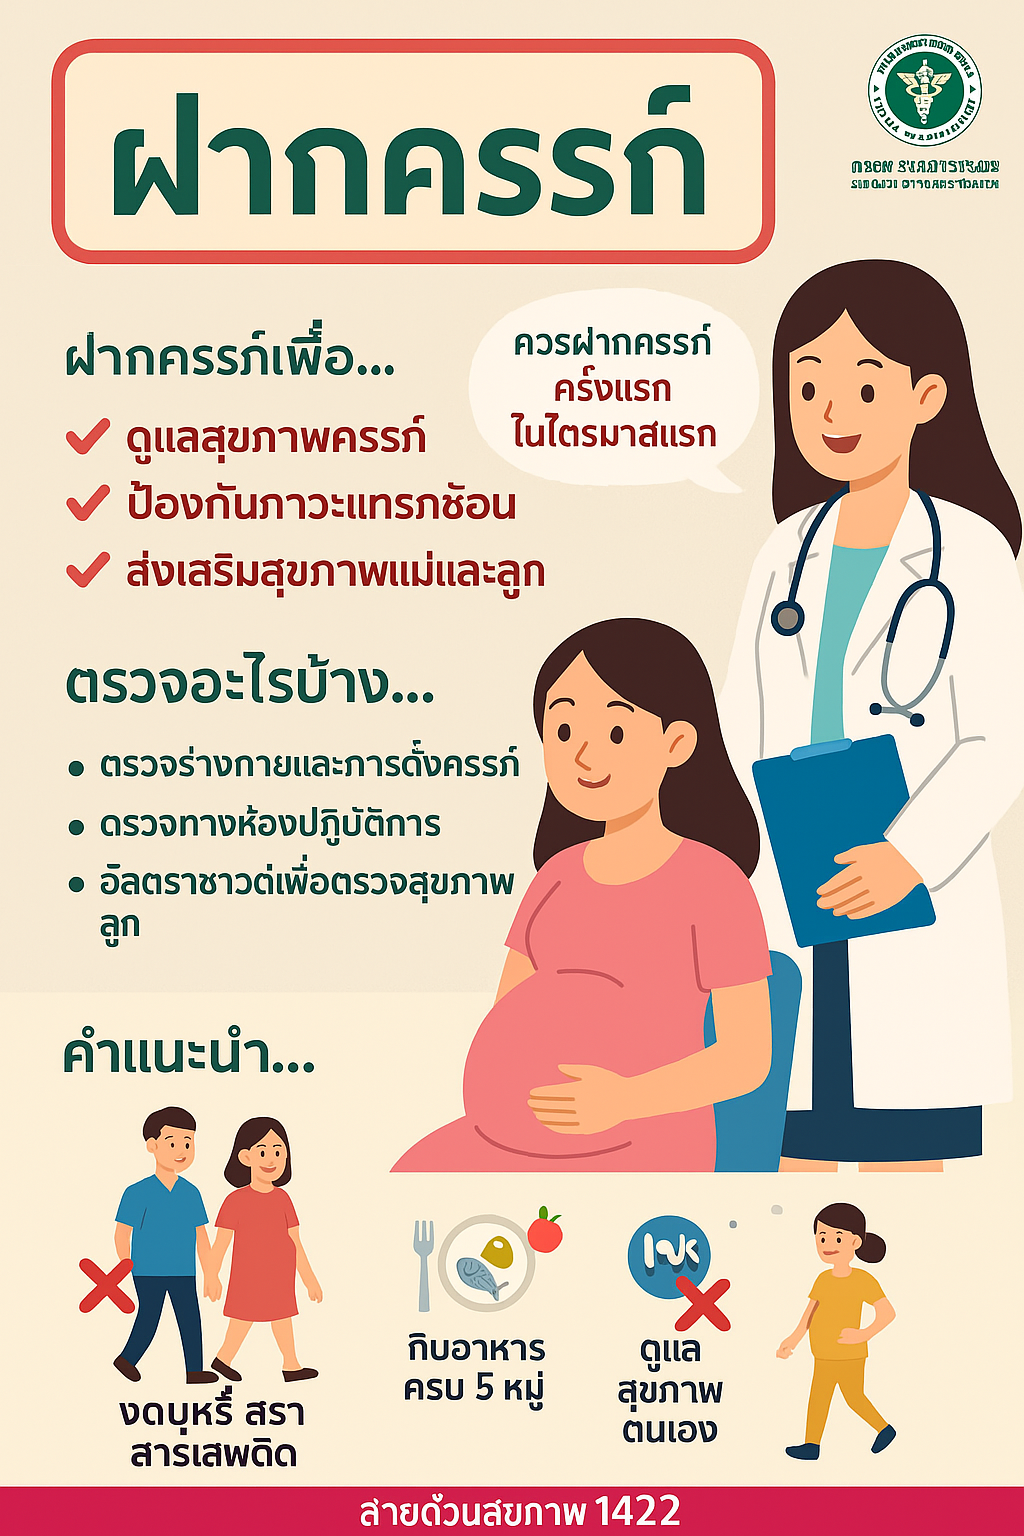 ฝากครรภ์
ฝากครรภ์เพื่อ...
ดูแลสุขภาพครรภ์
ป้องกันภาวะแทรกซ้อน
ส่งเสริมสุขภาพแม่และลูก
ควรฝากครรภ์
ครั้งแรก
ในไตรมาสแรก
ตรวจอะไรบ้าง...
• ตรวจร่างกายและการดั้งครรภ์
• ดรวจทางห้องปฎิบัติการ
• อัลตราชาวด์เพื่อตรวจสุขภาพ
ลูก
คำแนะนำ...
งดบุหรี่ สรา
สารเสพดิด
กิบอาหาร
ครบ 5 หมู่
ดูแล
สุขภาพ
ตนเอง
สายด้วนสขภาพ 1422